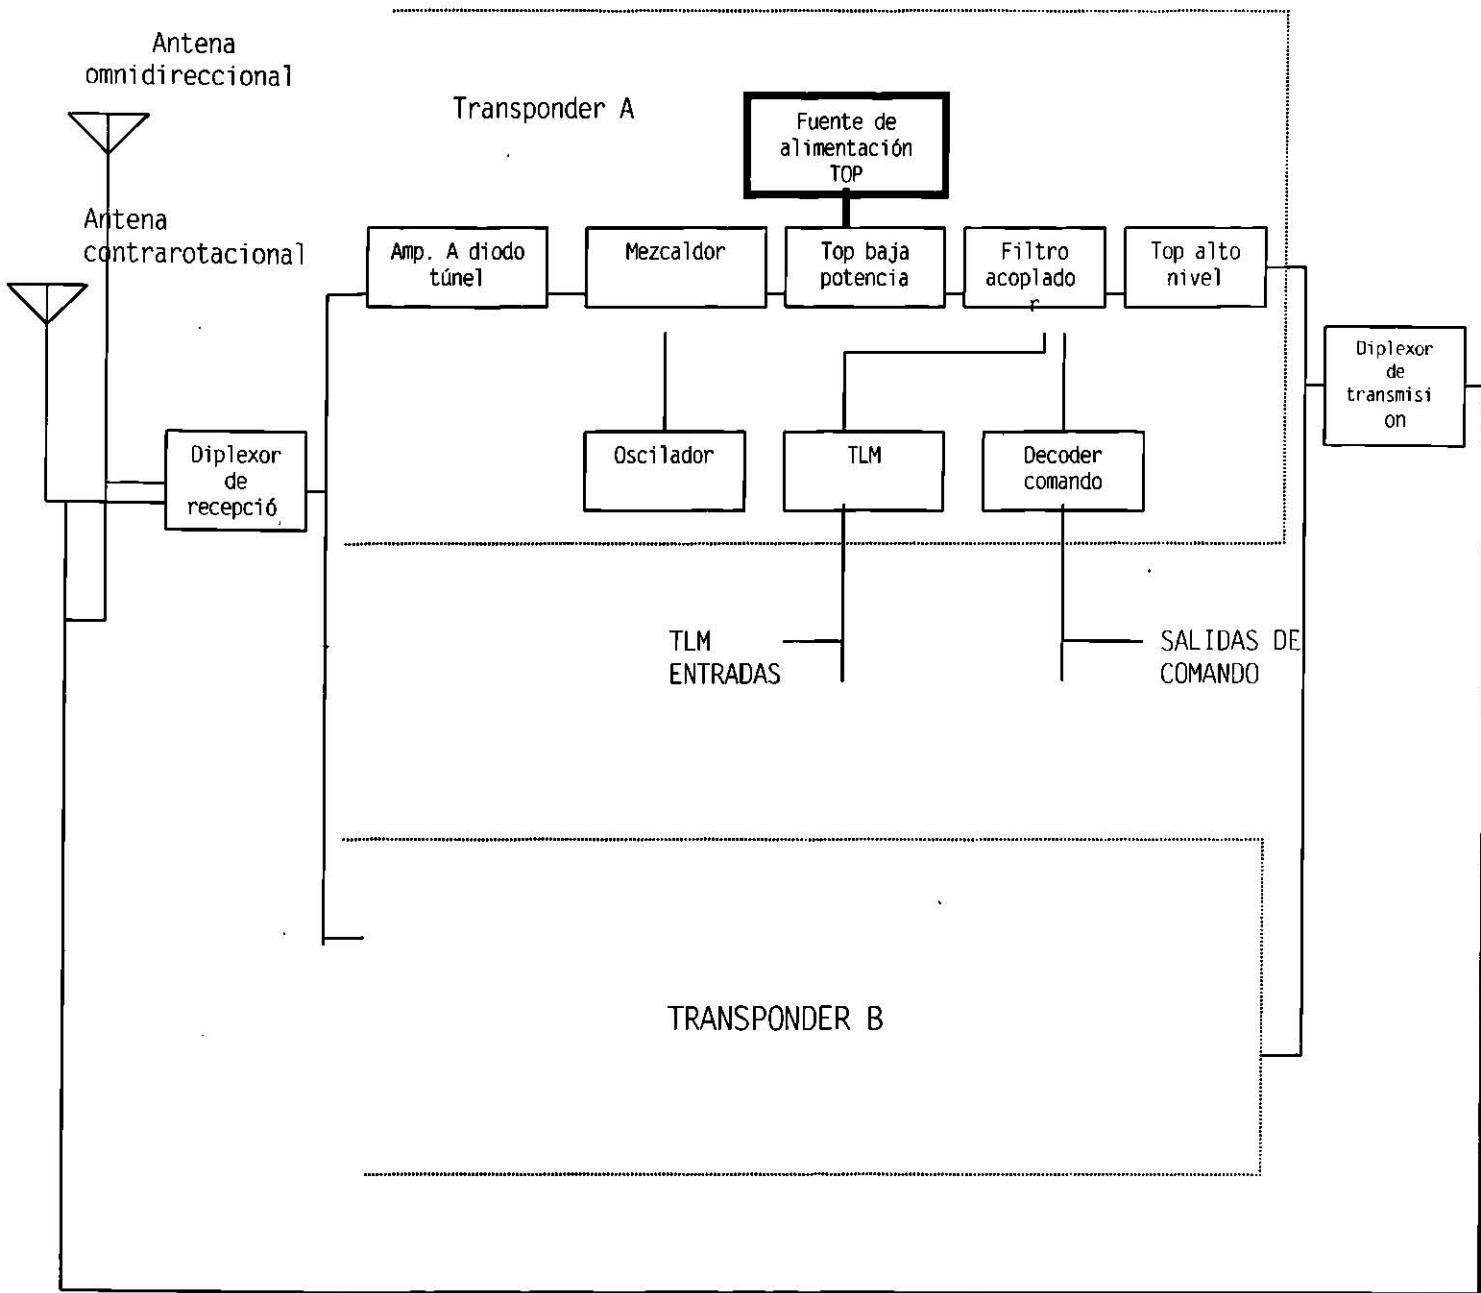 Antena
omnidireccional
Transponder A
Fuente de
alimentación
TOP
Antena
contrarotacional
Amp. A diodo
túnel
Mezcaldor
Top baja
potencia
Filtro
acoplado
r
Top alto
nivel
Diplexor
de
transmisi
on
Diplexor
de
recepció
Oscilador
TLM
Decoder
comando
TLM
ENTRADAS
SALIDAS DE
COMANDO
TRANSPONDER B